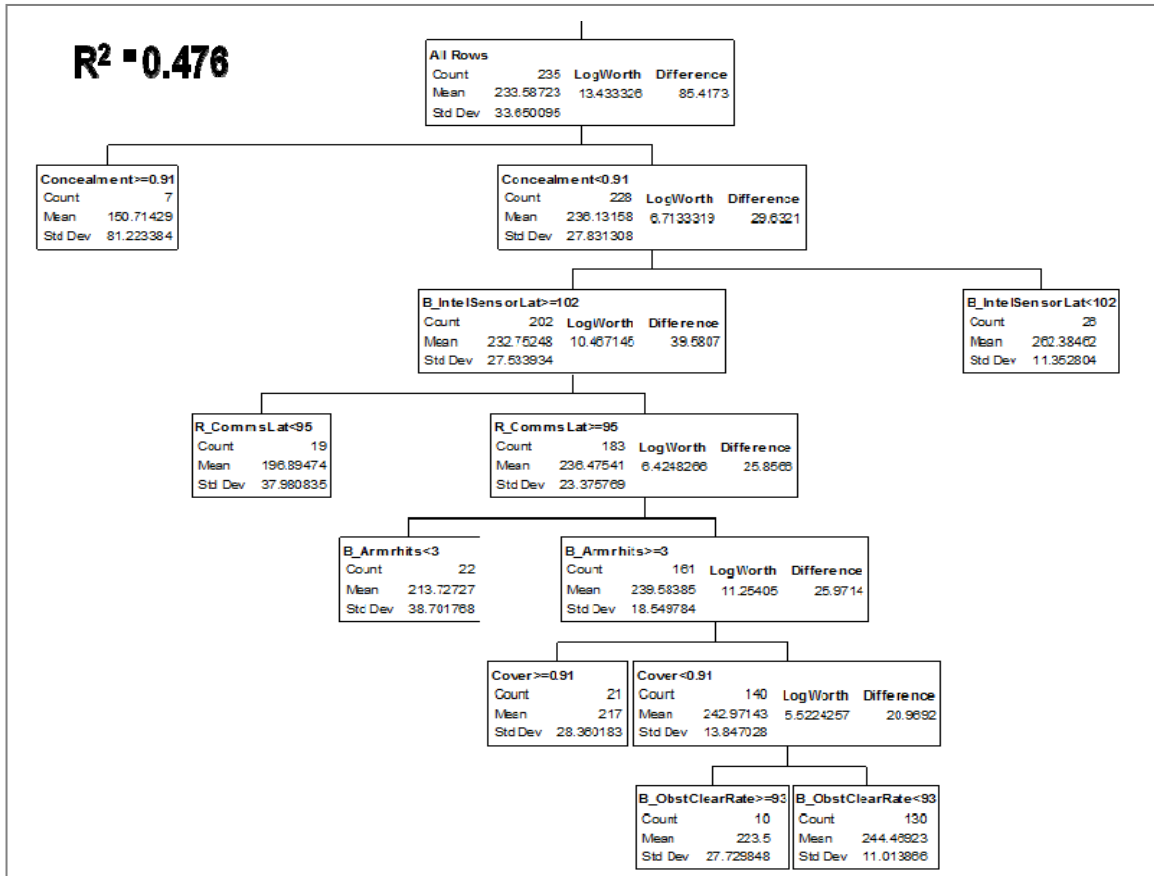 R² = 0.476
All Rows
Count 235 LogWorth Difference
Mean 233.58723 13.433326 85.4173
Std Dev 33.650095
Concealment>=0.91
Count 7
Mean 150.71429
Std Dev 81.223384
Concealment<0.91
Count 228 LogWorth Difference
Mean 236.13158 6.7133319 29.6321
Std Dev 27.831308
B_IntelSensorLat>=102
Count 202 LogWorth Difference
Mean 232.75248 10.467145 39.5807
Std Dev 27.533934
B_IntelSensorLat<102
Count 26
Mean 262.38462
Std Dev 11.352804
R_CommsLat<95
Count 19
Mean 196.89474
Std Dev 37.980835
R_CommsLat>=95
Count 183 LogWorth Difference
Mean 236.47541 6.4248266 25.8566
Std Dev 23.375769
B_Armrhits<3
Count 22
Mean 213.72727
Std Dev 38.701768
B_Armrhits>=3
Count 161 LogWorth Difference
Mean 239.58385 11.25405 25.9714
Std Dev 18.549784
Cover>=0.91
Count 21
Mean 217
Std Dev 28.360183
Cover<0.91
Count 140 LogWorth Difference
Mean 242.97143 5.5224257 20.9692
Std Dev 13.847028
B_ObstClearRate>=93
Count 10
Mean 223.5
Std Dev 27.729848
B_ObstClearRate<93
Count 130
Mean 244.46923
Std Dev 11.013866